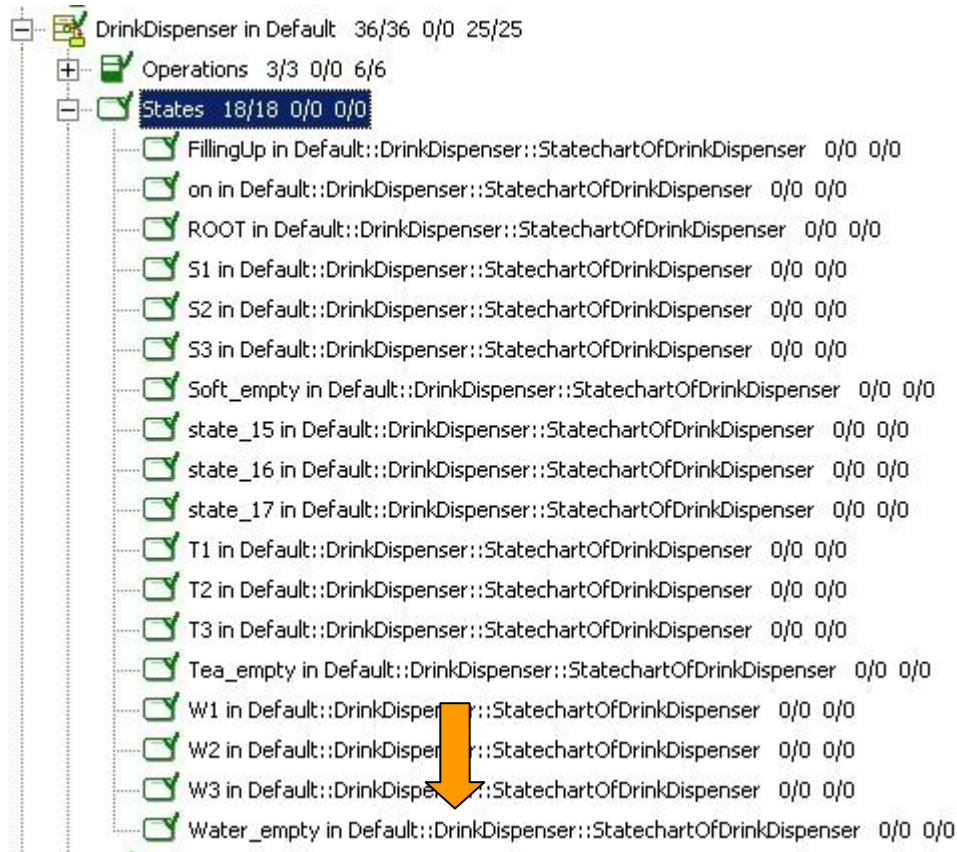 DrinkDispenser in Default 36/36 0/0 25/25
Operations 3/3 0/0 6/6
States 18/18 0/0 0/0
FillingUp in Default::DrinkDispenser::StatechartOfDrinkDispenser 0/0 0/0
on in Default::DrinkDispenser::StatechartOfDrinkDispenser 0/0 0/0
ROOT in Default::DrinkDispenser::StatechartOfDrinkDispenser 0/0 0/0
S1 in Default::DrinkDispenser::StatechartOfDrinkDispenser 0/0 0/0
S2 in Default::DrinkDispenser::StatechartOfDrinkDispenser 0/0 0/0
S3 in Default::DrinkDispenser::StatechartOfDrinkDispenser 0/0 0/0
Soft_empty in Default::DrinkDispenser::StatechartOfDrinkDispenser 0/0 0/0
state_15 in Default::DrinkDispenser::StatechartOfDrinkDispenser 0/0 0/0
state_16 in Default::DrinkDispenser::StatechartOfDrinkDispenser 0/0 0/0
state_17 in Default::DrinkDispenser::StatechartOfDrinkDispenser 0/0 0/0
T1 in Default::DrinkDispenser::StatechartOfDrinkDispenser 0/0 0/0
T2 in Default::DrinkDispenser::StatechartOfDrinkDispenser 0/0 0/0
T3 in Default::DrinkDispenser::StatechartOfDrinkDispenser 0/0 0/0
Tea_empty in Default::DrinkDispenser::StatechartOfDrinkDispenser 0/0 0/0
W1 in Default::DrinkDispenser::StatechartOfDrinkDispenser 0/0 0/0
W2 in Default::DrinkDispenser::StatechartOfDrinkDispenser 0/0 0/0
W3 in Default::DrinkDispenser::StatechartOfDrinkDispenser 0/0 0/0
Water_empty in Default::DrinkDispenser::StatechartOfDrinkDispenser 0/0 0/0